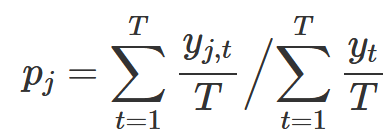 p_j = \sum_{t=1}^{T} \frac{y_{j,t}}{T} \Big/ \sum_{t=1}^{T} \frac{y_t}{T}